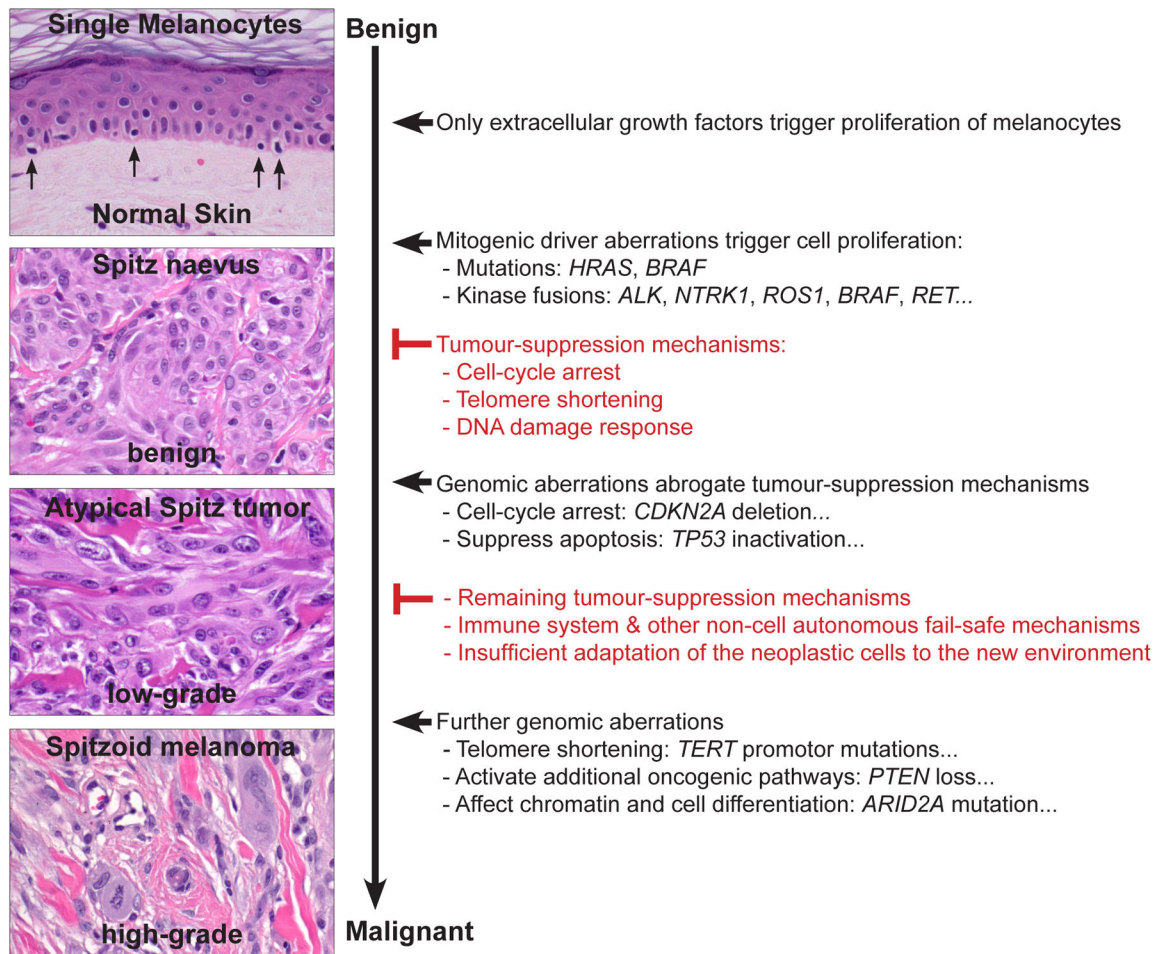 Single Melanocytes
Normal Skin
Spitz naevus
benign
Atypical Spitz tumor
low-grade
Spitzoid melanoma
high-grade
Benign
Only extracellular growth factors trigger proliferation of melanocytes
Mitogenic driver aberrations trigger cell proliferation:
- Mutations: HRAS, BRAF
- Kinase fusions: ALK, NTRK1, ROS1, BRAF, RET...
Tumour-suppression mechanisms:
- Cell-cycle arrest
- Telomere shortening
- DNA damage response
Genomic aberrations abrogate tumour-suppression mechanisms
- Cell-cycle arrest: CDKN2A deletion...
- Suppress apoptosis: TP53 inactivation...
- Remaining tumour-suppression mechanisms
- Immune system & other non-cell autonomous fail-safe mechanisms
- Insufficient adaptation of the neoplastic cells to the new environment
Further genomic aberrations
- Telomere shortening: TERT promotor mutations...
- Activate additional oncogenic pathways: PTEN loss...
- Affect chromatin and cell differentiation: ARID2A mutation...
Malignant